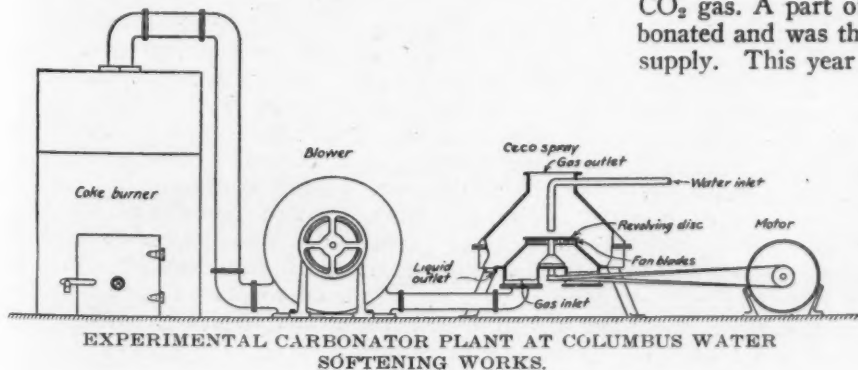 CO₂ gas. A part o
bonated and was th
supply. This year
Blower
Ceco spray
Gas outlet
Water inlet
Coke burner
Revolving disc
Motor
Liquid
outlet
Fan blades
Gas inlet
EXPERIMENTAL CARBONATOR PLANT AT COLUMBUS WATER
SOFTENING WORKS.